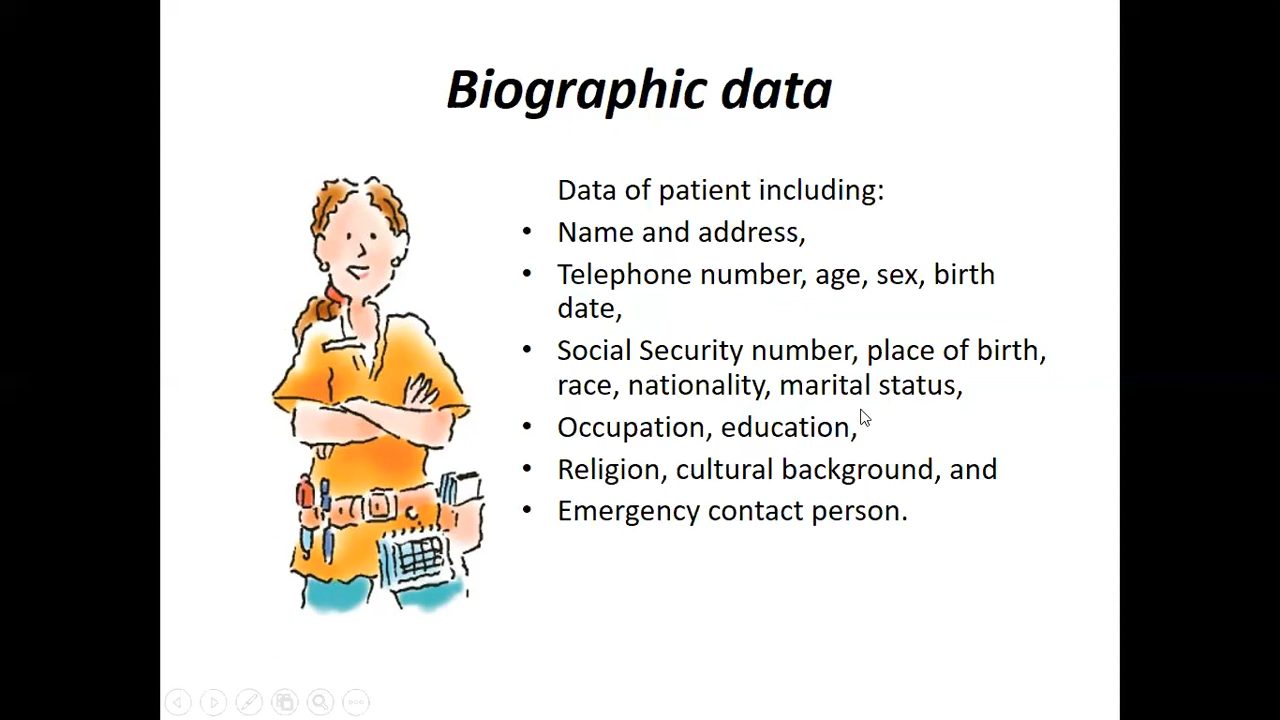 Biographic data
Data of patient including:
• Name and address,
• Telephone number, age, sex, birth
date,
• Social Security number, place of birth,
race, nationality, marital status,
• Occupation, education,
• Religion, cultural background, and
• Emergency contact person.